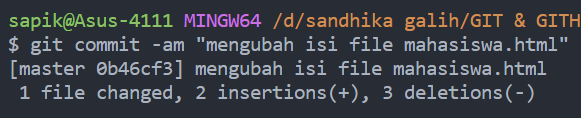 sapik@Asus-4111 MINGW64 /d/sandhika galih/GIT & GITH
$ git commit -am "mengubah isi file mahasiswa.html"
[master 0b46cf3] mengubah isi file mahasiswa.html
 1 file changed, 2 insertions(+), 3 deletions(-)